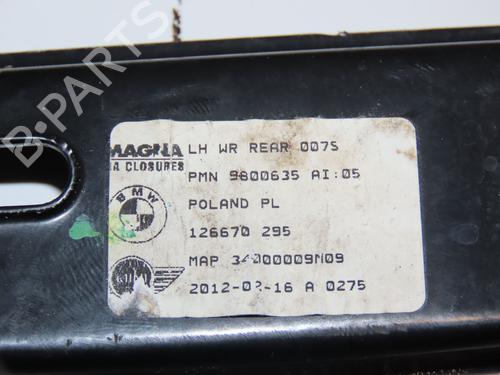 B-PARTS
MAGNA
A CLOSURES
LH WR REAR 007S
PMN 9800635 AI:05
BMW
POLAND PL
126670 295
MAP 34000009N09
MINI
2012-02-16 A 0275